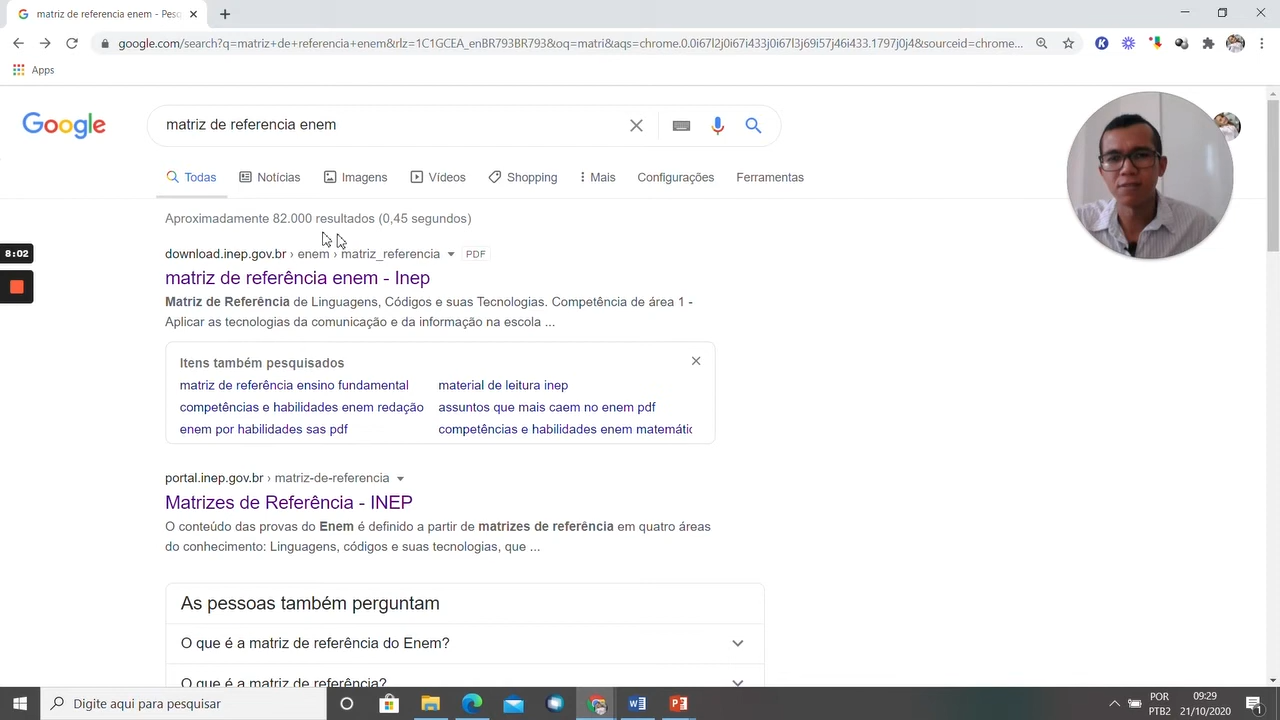 matriz de referencia enem - Pesq
google.com/search?q=matriz+de+referencia+enem&rlz=1C1GCEA_enBR793BR793&oq=matri&aqs=chrome.0.0i67l2j0i67i433j0i67l3j69i57j46i433.1797j0j4&sourceid=chrome...
Apps
Google
matriz de referencia enem
Todas Notícias Imagens Vídeos Shopping Mais Configurações Ferramentas
Aproximadamente 82.000 resultados (0,45 segundos)
8:02
download.inep.gov.br › enem › matriz_referencia PDF
matriz de referência enem - Inep
Matriz de Referência de Linguagens, Códigos e suas Tecnologias. Competência de área 1 -
Aplicar as tecnologias da comunicação e da informação na escola ...
Itens também pesquisados
matriz de referência ensino fundamental material de leitura inep
competências e habilidades enem redação assuntos que mais caem no enem pdf
enem por habilidades sas pdf competências e habilidades enem matemátic
portal.inep.gov.br › matriz-de-referencia
Matrizes de Referência - INEP
O conteúdo das provas do Enem é definido a partir de matrizes de referência em quatro áreas
do conhecimento: Linguagens, códigos e suas tecnologias, que ...
As pessoas também perguntam
O que é a matriz de referência do Enem?
O que é a matriz de referência?
Digite aqui para pesquisar
POR
PTB2
09:29
21/10/2020
1